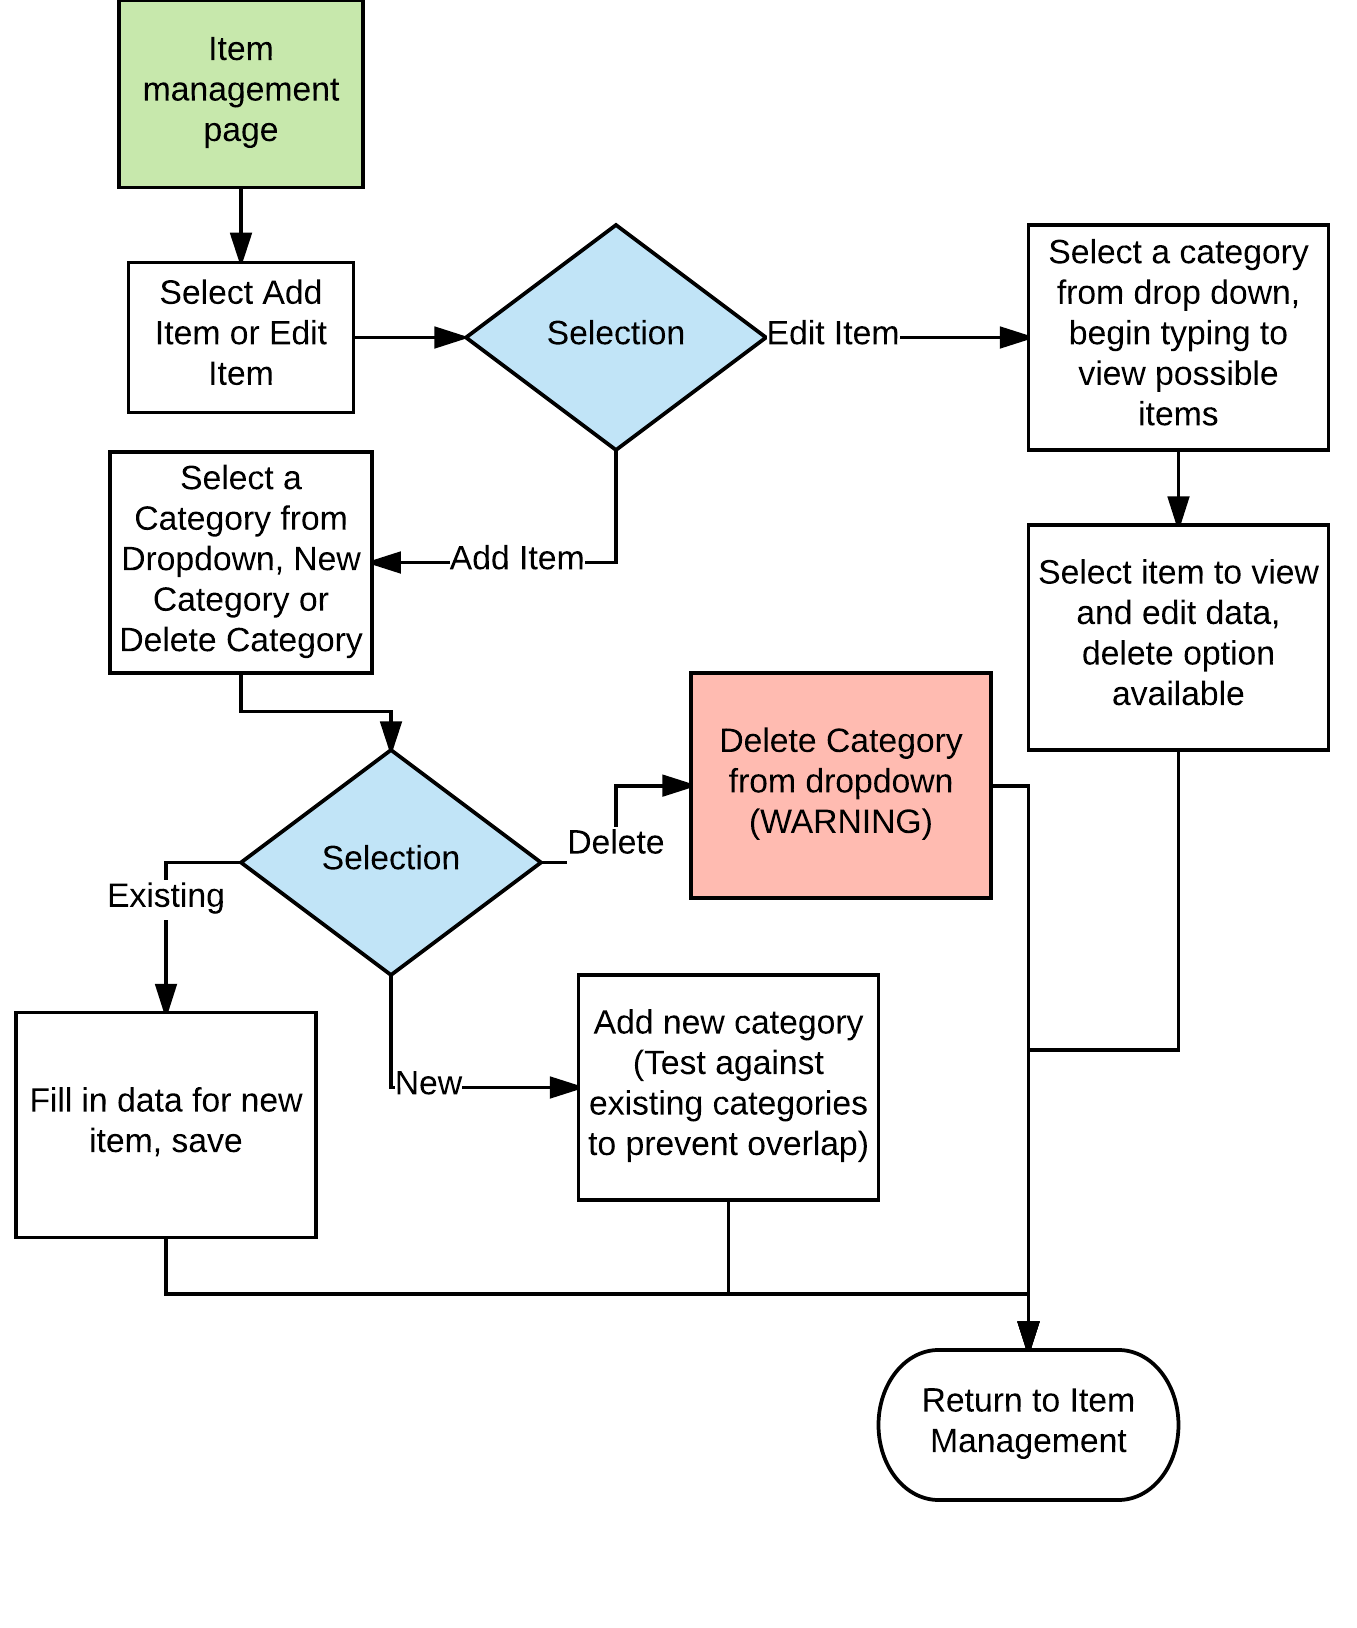 Item
management
page
Select Add
Item or Edit
Item
Selection
Edit Item
Select a category
from drop down,
begin typing to
view possible
items
Select a
Category from
Dropdown, New
Category or
Delete Category
Add Item
Select item to view
and edit data,
delete option
available
Delete Category
from dropdown
(WARNING)
Selection
Delete
Existing
New
Add new category
(Test against
existing categories
to prevent overlap)
Fill in data for new
item, save
Return to Item
Management